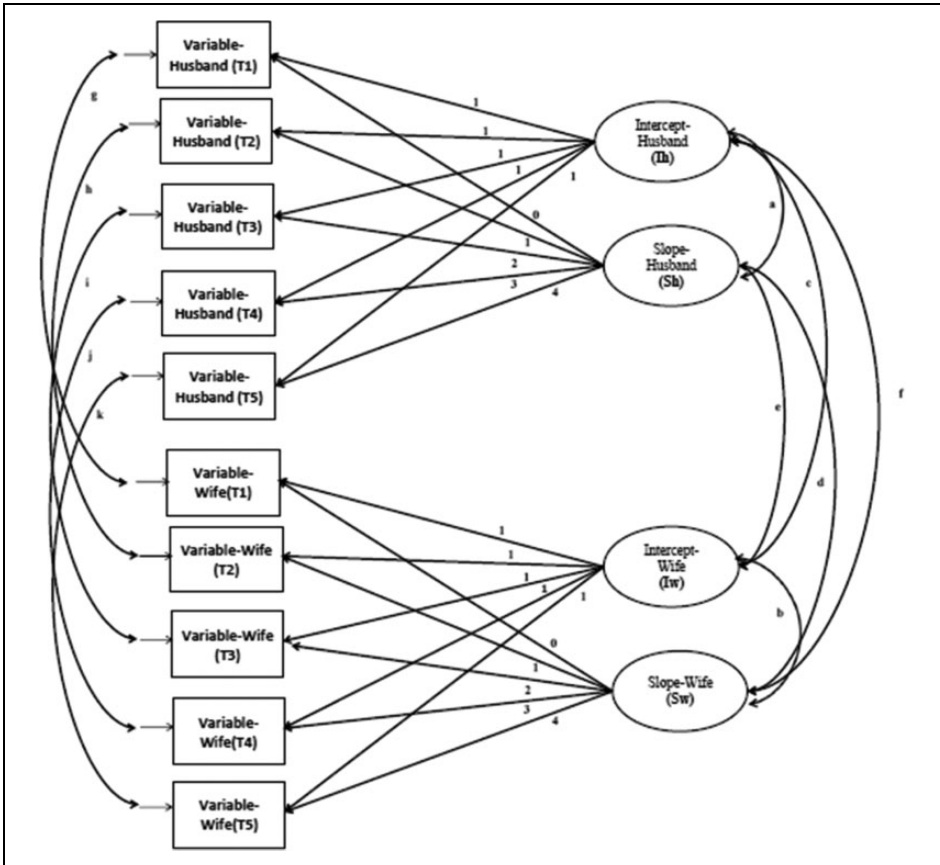 Variable-
Husband (T1)
g
1
Variable-
Husband (T2)
1
Intercept-
Husband
(Ih)
1
1
1
h
Variable-
Husband (T3)
a
0
1
Slope-
Husband
(Sh)
2
3
4
i
c
Variable-
Husband (T4)
j
Variable-
Husband (T5)
k
e
f
Variable-
Wife(T1)
d
1
Variable-Wife
(T2)
1
Intercept-
Wife
(Iw)
1
1
1
b
Variable-Wife
(T3)
0
1
Slope-Wife
(Sw)
2
3
4
Variable-
Wife(T4)
Variable-
Wife(T5)